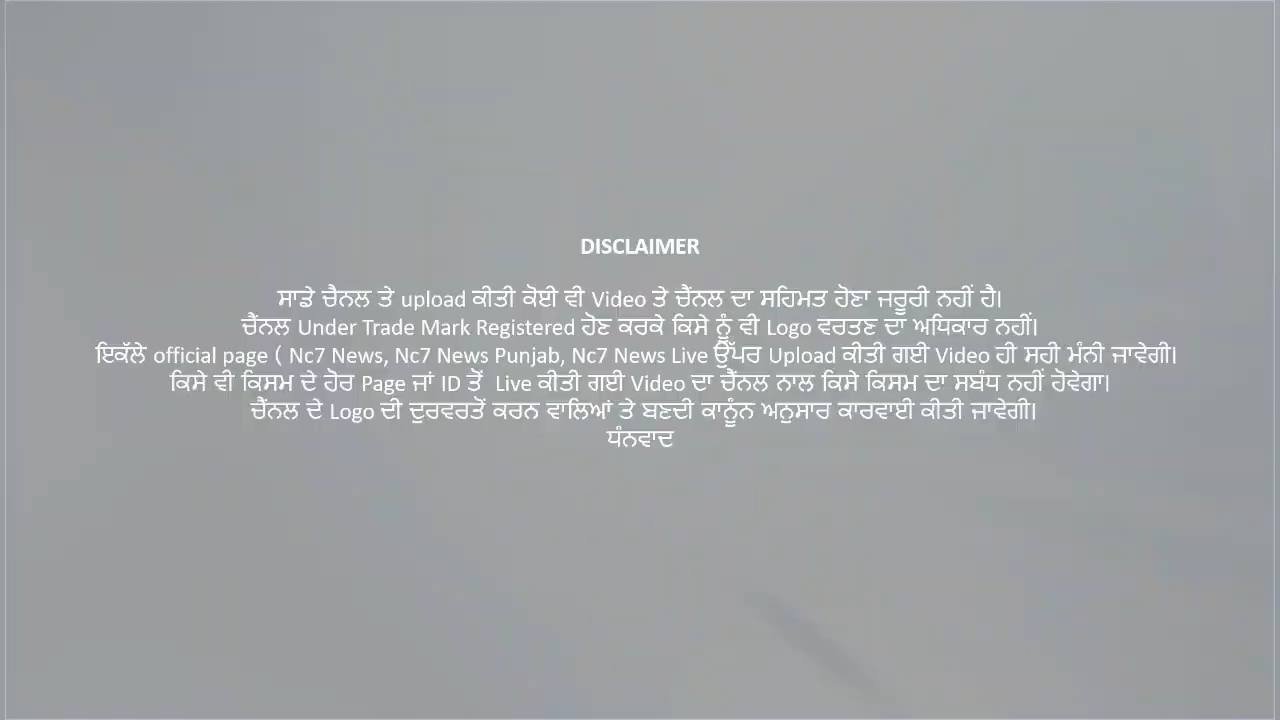 DISCLAIMER
ਸਾਡੇ ਚੈਨਲ ਤੇ upload ਕੀਤੀ ਕੋਈ ਵੀ Video ਤੇ ਚੈੱਨਲ ਦਾ ਸਹਿਮਤ ਹੋਣਾ ਜਰੂਰੀ ਨਹੀਂ ਹੈ।
ਚੈੱਨਲ Under Trade Mark Registered ਹੋਣ ਕਰਕੇ ਕਿਸੇ ਨੂੰ ਵੀ Logo ਵਰਤਣ ਦਾ ਅਧਿਕਾਰ ਨਹੀਂ।
ਇਕੱਲੇ official page ( Nc7 News, Nc7 News Punjab, Nc7 News Live ਉੱਪਰ Upload ਕੀਤੀ ਗਈ Video ਹੀ ਸਹੀ ਮੰਨੀ ਜਾਵੇਗੀ।
ਕਿਸੇ ਵੀ ਕਿਸਮ ਦੇ ਹੋਰ Page ਜਾਂ ID ਤੋਂ Live ਕੀਤੀ ਗਈ Video ਦਾ ਚੈੱਨਲ ਨਾਲ ਕਿਸੇ ਕਿਸਮ ਦਾ ਸਬੰਧ ਨਹੀਂ ਹੋਵੇਗਾ।
ਚੈੱਨਲ ਦੇ Logo ਦੀ ਦੁਰਵਰਤੋਂ ਕਰਨ ਵਾਲਿਆਂ ਤੇ ਬਣਦੀ ਕਾਨੂੰਨ ਅਨੁਸਾਰ ਕਾਰਵਾਈ ਕੀਤੀ ਜਾਵੇਗੀ।
ਧੰਨਵਾਦ